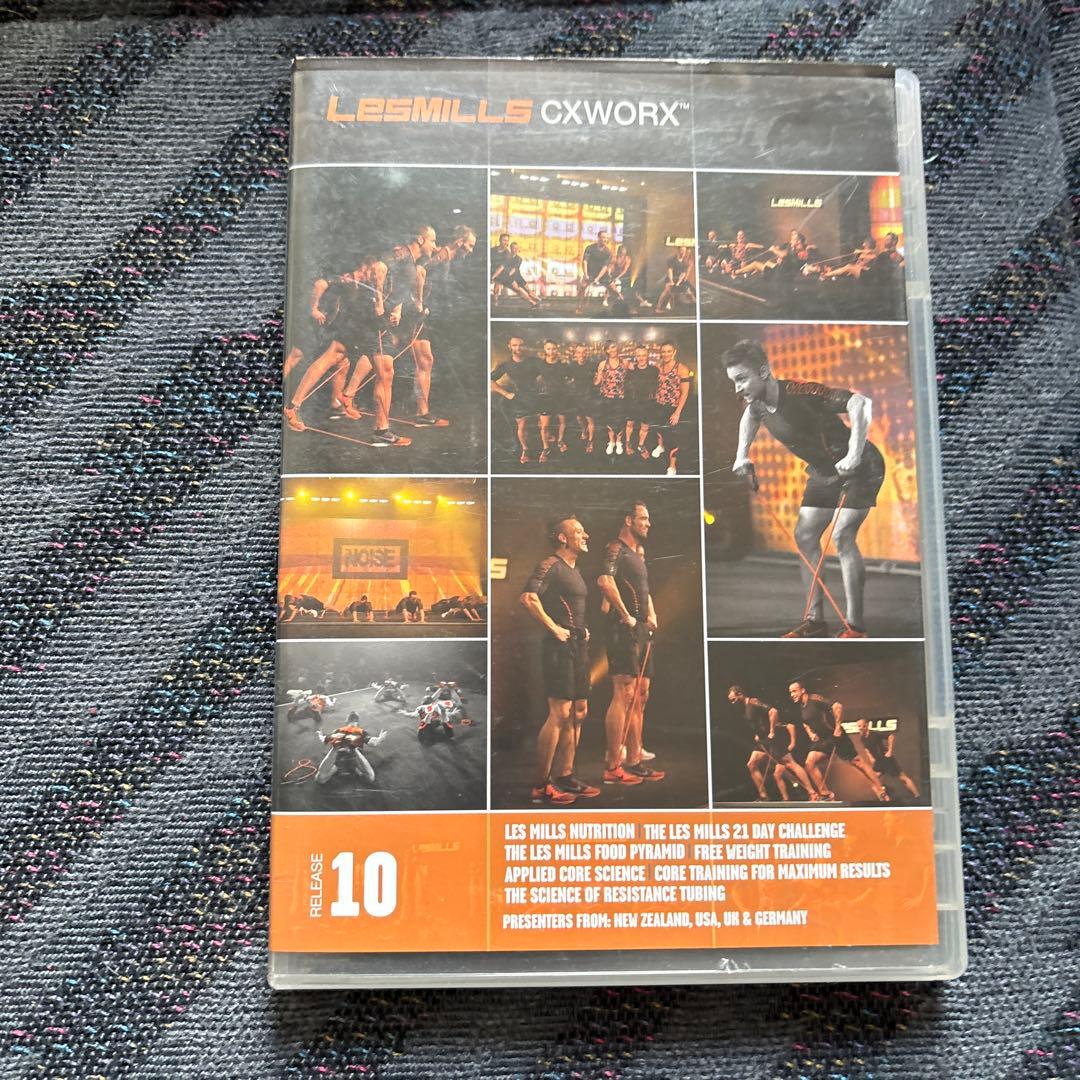 LESMILLS CXWORX™
LESMILLS
LESMILLS
NOISE
S
ESMILLS
RELEASE 10
LES MILLS NUTRITION | THE LES MILLS 21 DAY CHALLENGE
THE LES MILLS FOOD PYRAMID | FREE WEIGHT TRAINING
APPLIED CORE SCIENCE | CORE TRAINING FOR MAXIMUM RESULTS
THE SCIENCE OF RESISTANCE TUBING
PRESENTERS FROM: NEW ZEALAND, USA, UK & GERMANY